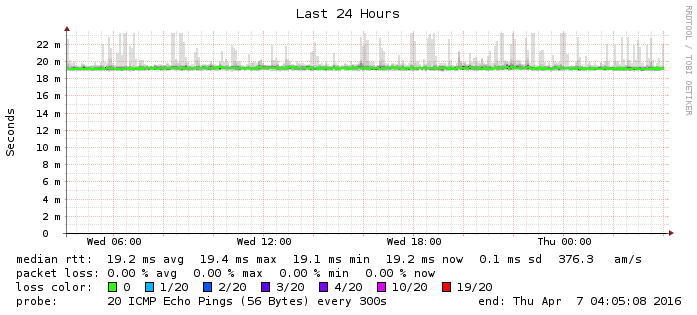 Last 24 Hours
RRDTOOL / TOBI OETIKER
Seconds
22 m
20 m
18 m
16 m
14 m
12 m
10 m
8 m
6 m
4 m
2 m
0
Wed 06:00 Wed 12:00 Wed 18:00 Thu 00:00
median rtt: 19.2 ms avg 19.4 ms max 19.1 ms min 19.2 ms now 0.1 ms sd 376.3 am/s
packet loss: 0.00 % avg 0.00 % max 0.00 % min 0.00 % now
loss color: 0 1/20 2/20 3/20 4/20 10/20 19/20
probe: 20 ICMP Echo Pings (56 Bytes) every 300s end: Thu Apr 7 04:05:08 2016